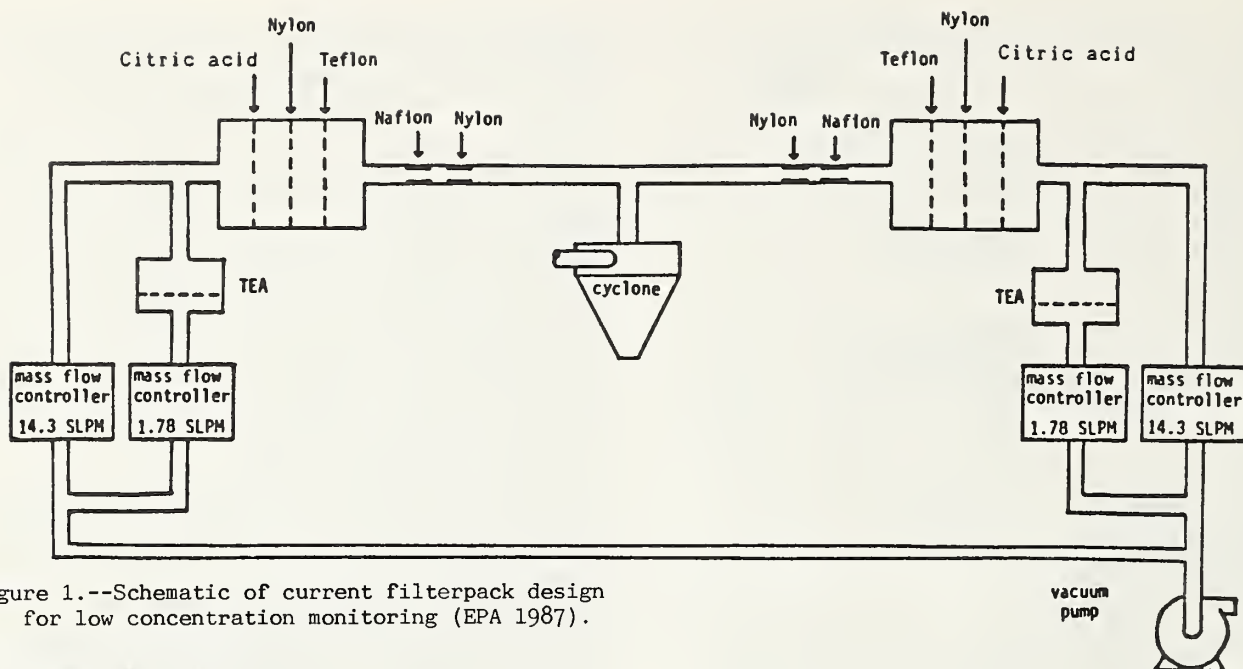 Nylon
Citric acid
Teflon
Nafion
Nylon
Nylon
Teflon
Citric acid
Nylon
Nafion
TEA
cyclone
TEA
mass flow
controller
14.3 SLPM
mass flow
controller
1.78 SLPM
mass flow
controller
1.78 SLPM
mass flow
controller
14.3 SLPM
gure 1.--Schematic of current filterpack design
for low concentration monitoring (EPA 1987).
vacuum
pump